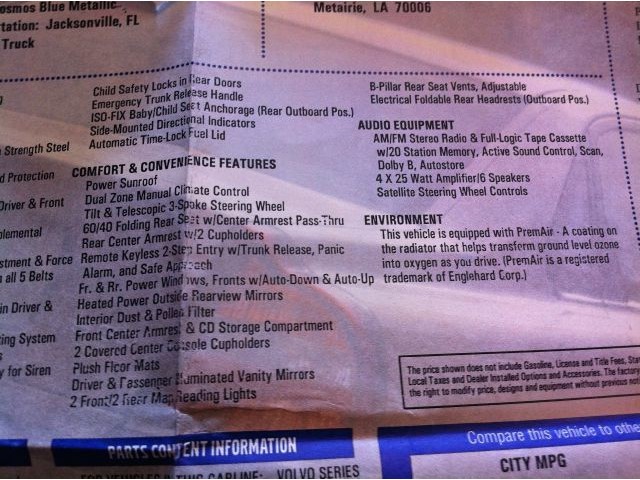 osmos Blue Metallic
tation: Jacksonville, FL
Truck
Metairie, LA 70006
Strength Steel
d Protection
Driver & Front
plemental
stment & Force
n all 5 Belts
in Driver &
ing System
y for Siren
Child Safety Locks in Rear Doors
Emergency Trunk Release Handle
ISO-FIX Baby/Child Seat Anchorage (Rear Outboard Pos.)
Side-Mounted Directional Indicators
Automatic Time-Lock Fuel Lid
COMFORT & CONVENIENCE FEATURES
Power Sunroof
Dual Zone Manual Climate Control
Tilt & Telescopic 3-Spoke Steering Wheel
60/40 Folding Rear Seat w/Center Armrest Pass-Thru
Rear Center Armrest w/2 Cupholders
Remote Keyless 2-Step Entry w/Trunk Release, Panic
Alarm, and Safe Approach
Fr. & Rr. Power Windows, Fronts w/Auto-Down & Auto-Up
Heated Power Outside Rearview Mirrors
Interior Dust & Pollen Filter
Front Center Armrest & CD Storage Compartment
2 Covered Center Console Cupholders
Plush Floor Mats
Driver & Passenger Illuminated Vanity Mirrors
2 Front/2 Rear Map Reading Lights
B-Pillar Rear Seat Vents, Adjustable
Electrical Foldable Rear Headrests (Outboard Pos.)
AUDIO EQUIPMENT
AM/FM Stereo Radio & Full-Logic Tape Cassette
w/20 Station Memory, Active Sound Control, Scan,
Dolby B, Autostore
4 X 25 Watt Amplifier/6 Speakers
Satellite Steering Wheel Controls
ENVIRONMENT
This vehicle is equipped with PremAir - A coating on
the radiator that helps transform ground level ozone
into oxygen as you drive. (PremAir is a registered
trademark of Englehard Corp.)
The price shown does not include Gasoline, License and Title Fees, Stat
Local Taxes and Dealer Installed Options and Accessories. The factory
the right to modify price, designs and equipment without previous not
PARTS CONTENT INFORMATION
FOR VEHICLES IN THIS CARLINE: VOLVO SERIES
Compare this vehicle to othe
CITY MPG